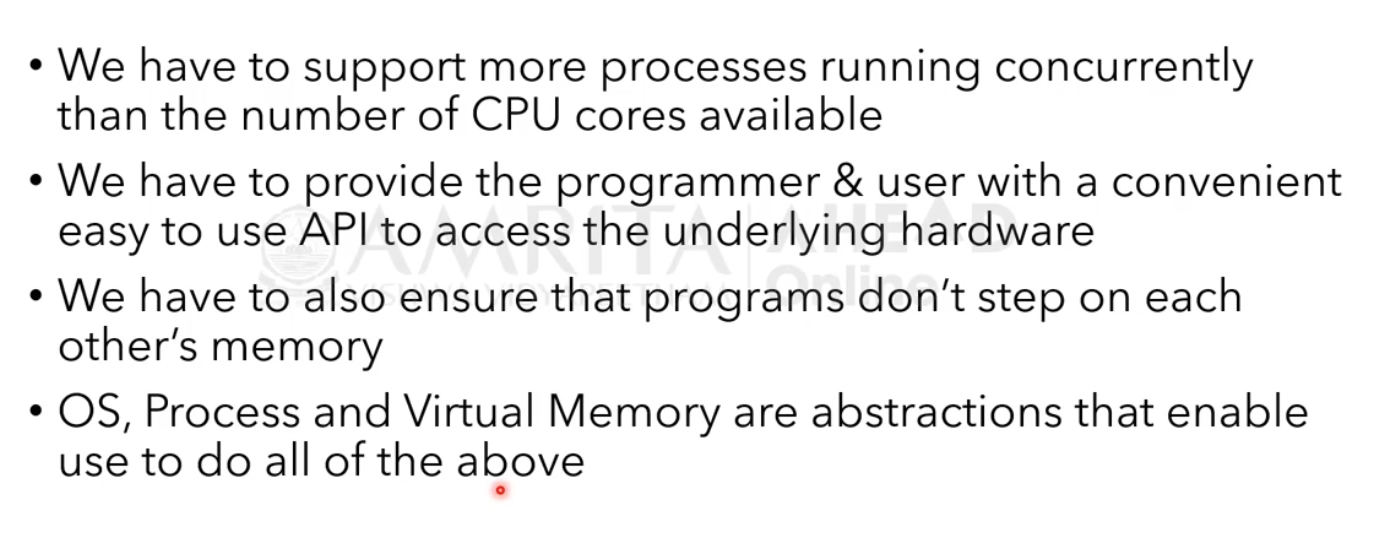 • We have to support more processes running concurrently
than the number of CPU cores available
• We have to provide the programmer & user with a convenient
easy to use API to access the underlying hardware
• We have to also ensure that programs don’t step on each
other’s memory
• OS, Process and Virtual Memory are abstractions that enable
use to do all of the above
AMRITA
VISHWA VIDYAPEETHAM
AHEAD
Online